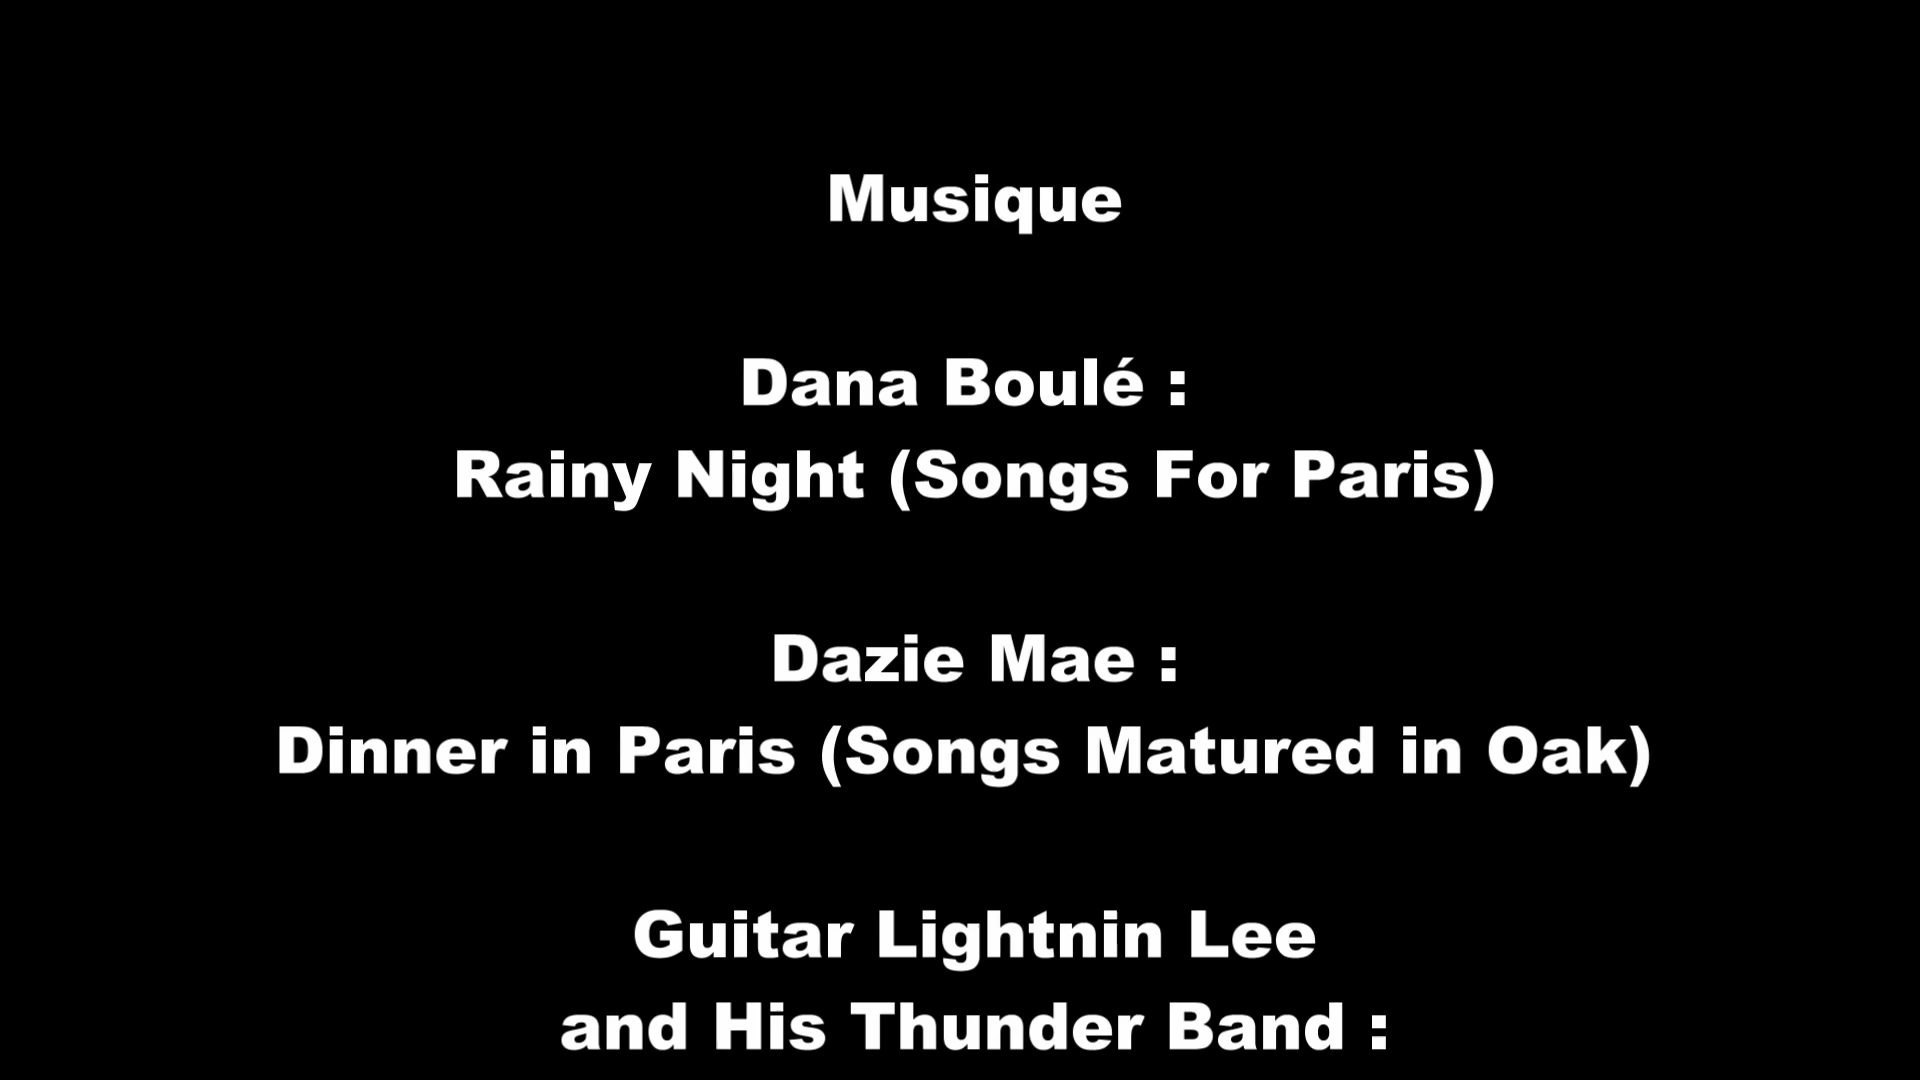 Musique
Dana Boulé :
Rainy Night (Songs For Paris)
Dazie Mae :
Dinner in Paris (Songs Matured in Oak)
Guitar Lightnin Lee
and His Thunder Band :